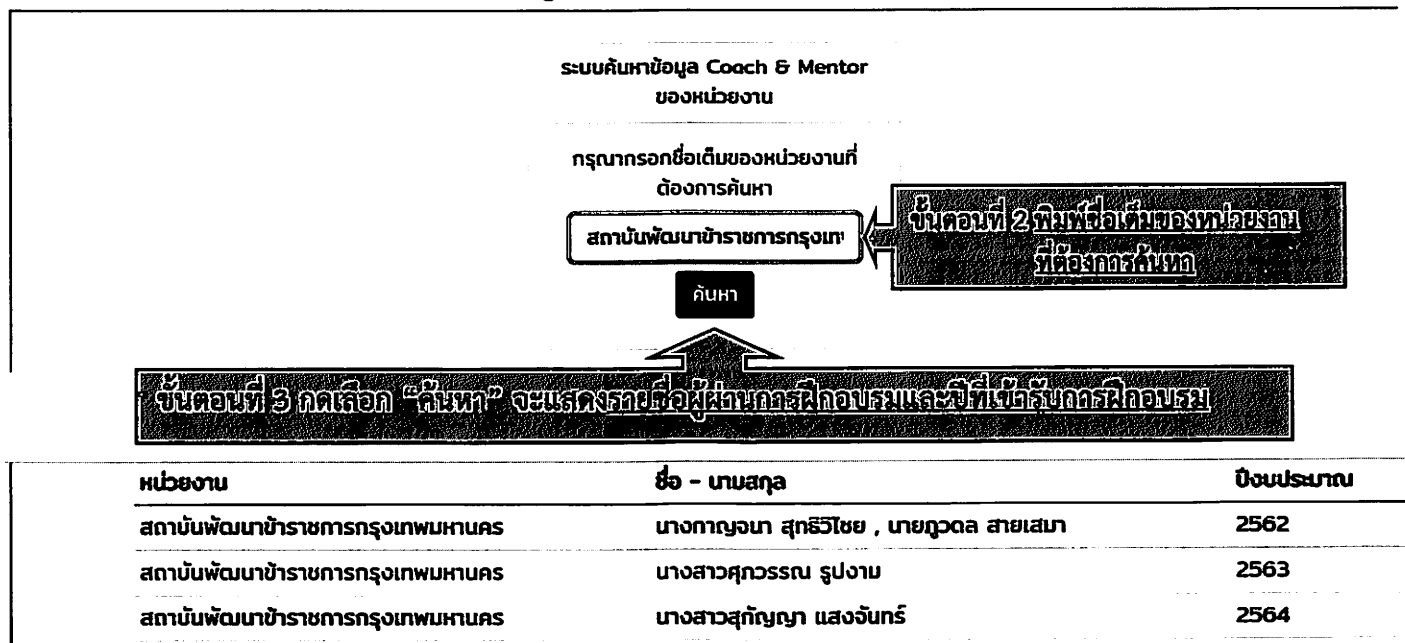 ระบบค้นหาข้อมูล Coach & Mentor
ของหน่วยงาน
กรุณากรอกชื่อเต็มของหน่วยงานที่
ต้องการค้นหา
สถาบันพัฒนาข้าราชการกรุงเท
ขั้นตอนที่ 2 พิมพ์ชื่อเต็มของหน่วยงาน
ที่ต้องการค้นหา
ค้นหา
ขั้นตอนที่ 3 กดเลือก “ค้นหา” จะแสดงรายชื่อผู้ผ่านการฝึกอบรมและปีที่เข้ารับการฝึกอบรม
หน่วยงาน ชื่อ - นามสกุล ปีงบประมาณ
สถาบันพัฒนาข้าราชการกรุงเทพมหานคร นางกาญจนา สุทธิวิไชย , นายภูวดล สายเสมา 2562
สถาบันพัฒนาข้าราชการกรุงเทพมหานคร นางสาวศุภวรรณ รูปงาม 2563
สถาบันพัฒนาข้าราชการกรุงเทพมหานคร นางสาวสุกัญญา แสงจันทร์ 2564